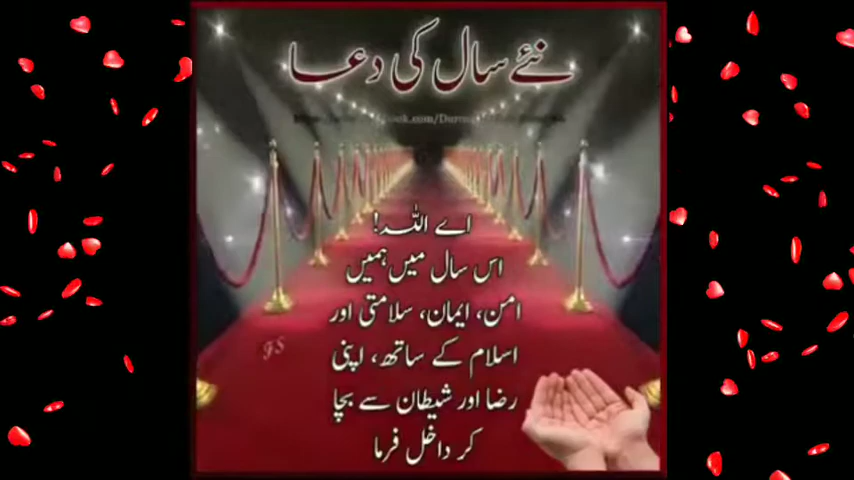 نئے سال کی دعا
اے اللہ!
اس سال میں ہمیں
امن، ایمان، سلامتی اور
اسلام کے ساتھ، اپنی
رضا اور شیطان سے بچا
کر داخل فرما
JS